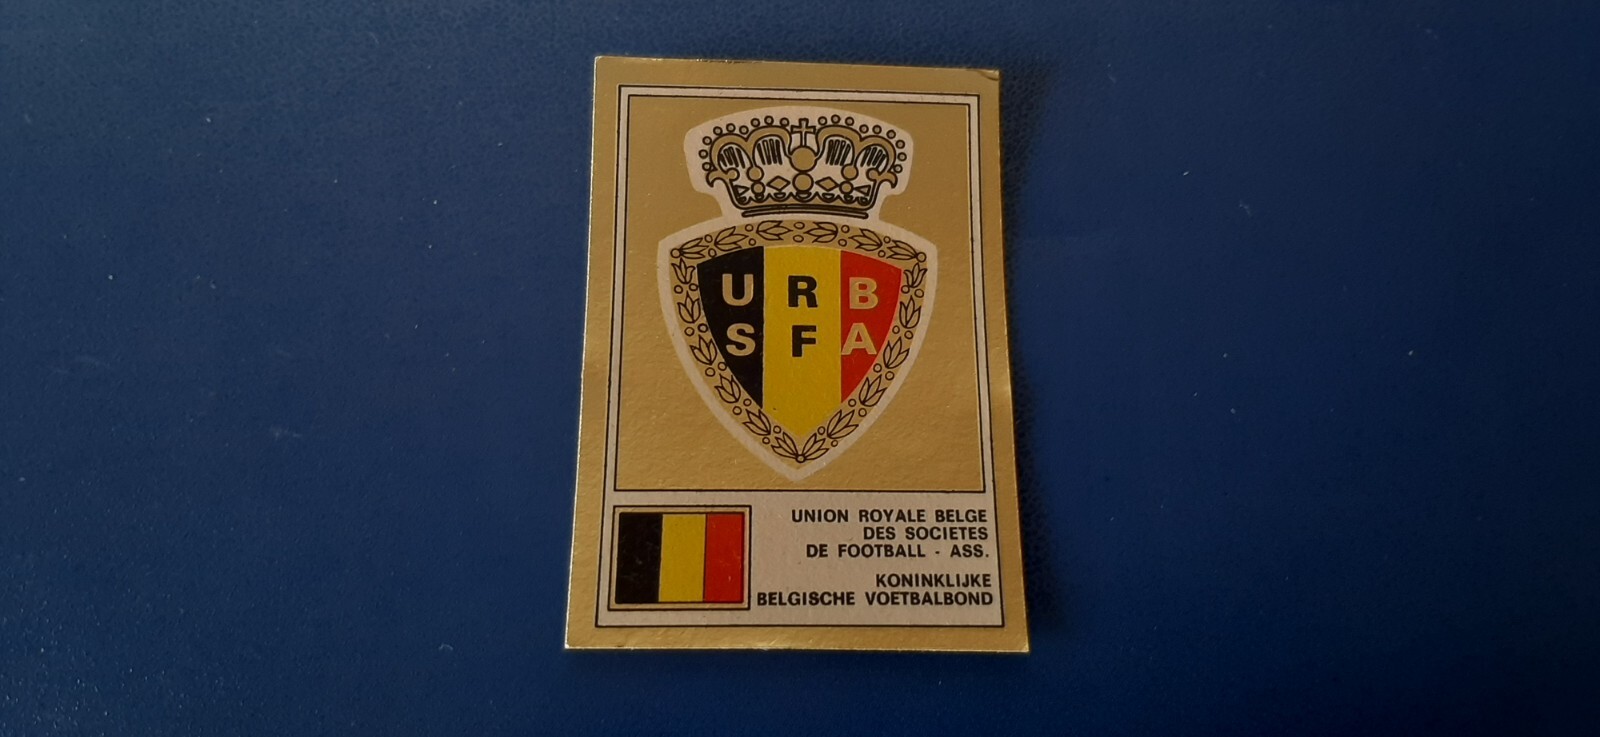 U R B
S F A
UNION ROYALE BELGE
DES SOCIETES
DE FOOTBALL - ASS.
KONINKLIJKE
BELGISCHE VOETBALBOND